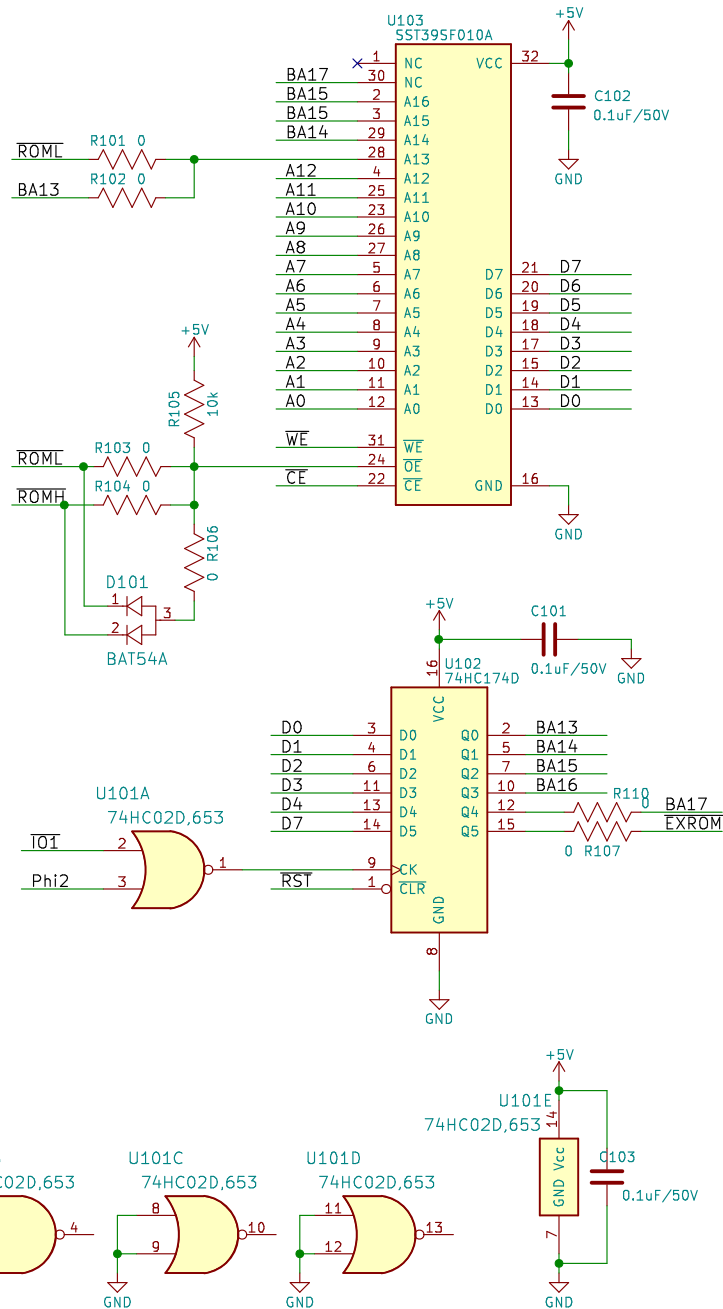 U103
SST39SF010A
+5V
1 NC VCC 32
BA17 30 NC
BA15 2 A16
BA15 3 A15
BA14 29 A14
C102
0.1uF/50V
GND
ROML R101 0 28 A13
BA13 R102 0
A12 4 A12
A11 25 A11
A10 23 A10
A9 26 A9
A8 27 A8
A7 5 A7 D7 21 D7
A6 6 A6 D6 20 D6
A5 7 A5 D5 19 D5
A4 8 A4 D4 18 D4
A3 9 A3 D3 17 D3
A2 10 A2 D2 15 D2
A1 11 A1 D1 14 D1
A0 12 A0 D0 13 D0
+5V
R105
10k
WE 31 WE
ROML R103 0 24 OE
ROMH R104 0
CE 22 CE GND 16
GND
0 R106
D101
1
2
3
BAT54A
+5V
C101
0.1uF/50V
GND
U102
74HC174D
16
VCC
D0 3 D0 Q0 2 BA13
D1 4 D1 Q1 5 BA14
D2 6 D2 Q2 7 BA15
D3 11 D3 Q3 10 BA16
D4 13 D4 Q4 12 R110 0 BA17
D7 14 D5 Q5 15 0 R107 EXROM
U101A
74HC02D,653
IO1 2
Phi2 3
1
9 CK
RST 1 CLR
GND
8
GND
+5V
U101E
74HC02D,653
14
GND Vcc
7
C103
0.1uF/50V
GND
C02D,653
4
U101C
74HC02D,653
8
9
10
GND
U101D
74HC02D,653
11
12
13
GND